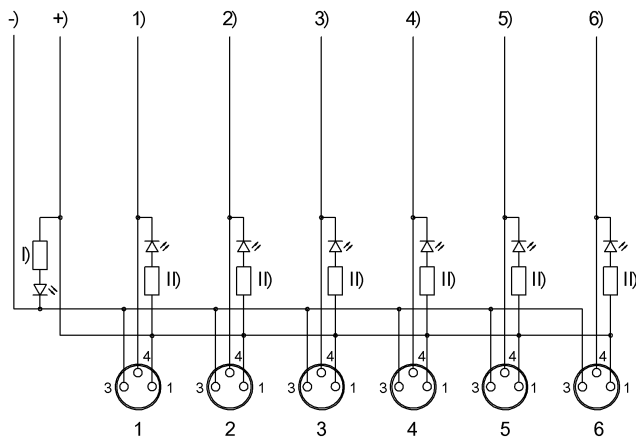 -) +) 1) 2) 3) 4) 5) 6)
I) II) II) II) II) II) II)
4 4 4 4 4 4
3 1 3 1 3 1 3 1 3 1 3 1
1 2 3 4 5 6